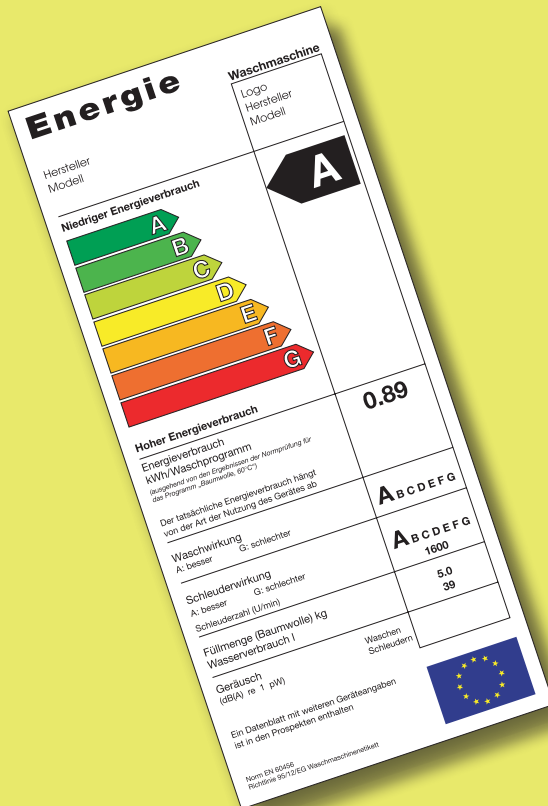 Energie
Waschmaschine
Logo
Hersteller
Modell
Hersteller
Modell
Niedriger Energieverbrauch
A
B
C
D
E
F
G
A
Hoher Energieverbrauch
Energieverbrauch
kWh/Waschprogramm
(ausgehend von den Ergebnissen der Normprüfung für
das Programm „Baumwolle, 60°C“)
0.89
Der tatsächliche Energieverbrauch hängt
von der Art der Nutzung des Gerätes ab
Waschwirkung
A: besser G: schlechter
A B C D E F G
Schleuderwirkung
A: besser G: schlechter
Schleuderzahl (U/min)
A B C D E F G
1600
Füllmenge (Baumwolle) kg
Wasserverbrauch l
5.0
39
Geräusch
(dB(A) re 1 pW)
Waschen
Schleudern
Ein Datenblatt mit weiteren Geräteangaben
ist in den Prospekten enthalten
Norm EN 60456
Richtlinie 95/12/EG Waschmaschinenetikett